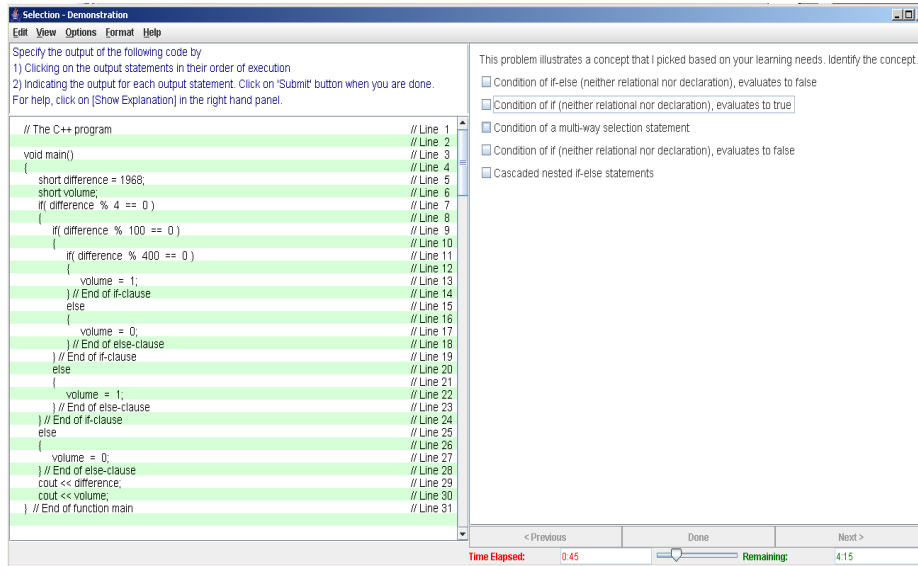 Selection - Demonstration
Edit View Options Format Help
Specify the output of the following code by
1) Clicking on the output statements in their order of execution
2) Indicating the output for each output statement. Click on 'Submit' button when you are done.
For help, click on [Show Explanation] in the right hand panel.
// The C++ program // Line 1
// Line 2
void main() // Line 3
{ // Line 4
short difference = 1968; // Line 5
short volume; // Line 6
if( difference % 4 == 0 ) // Line 7
{ // Line 8
if( difference % 100 == 0 ) // Line 9
{ // Line 10
if( difference % 400 == 0 ) // Line 11
{ // Line 12
volume = 1; // Line 13
} // End of if-clause // Line 14
else // Line 15
{ // Line 16
volume = 0; // Line 17
} // End of else-clause // Line 18
} // End of if-clause // Line 19
else // Line 20
{ // Line 21
volume = 1; // Line 22
} // End of else-clause // Line 23
} // End of if-clause // Line 24
else // Line 25
{ // Line 26
volume = 0; // Line 27
} // End of else-clause // Line 28
cout << difference; // Line 29
cout << volume; // Line 30
} // End of function main // Line 31
This problem illustrates a concept that I picked based on your learning needs. Identify the concept.
Condition of if-else (neither relational nor declaration), evaluates to false
Condition of if (neither relational nor declaration), evaluates to true
Condition of a multi-way selection statement
Condition of if (neither relational nor declaration), evaluates to false
Cascaded nested if-else statements
< Previous Done Next >
Time Elapsed: 0:45 Remaining: 4:15